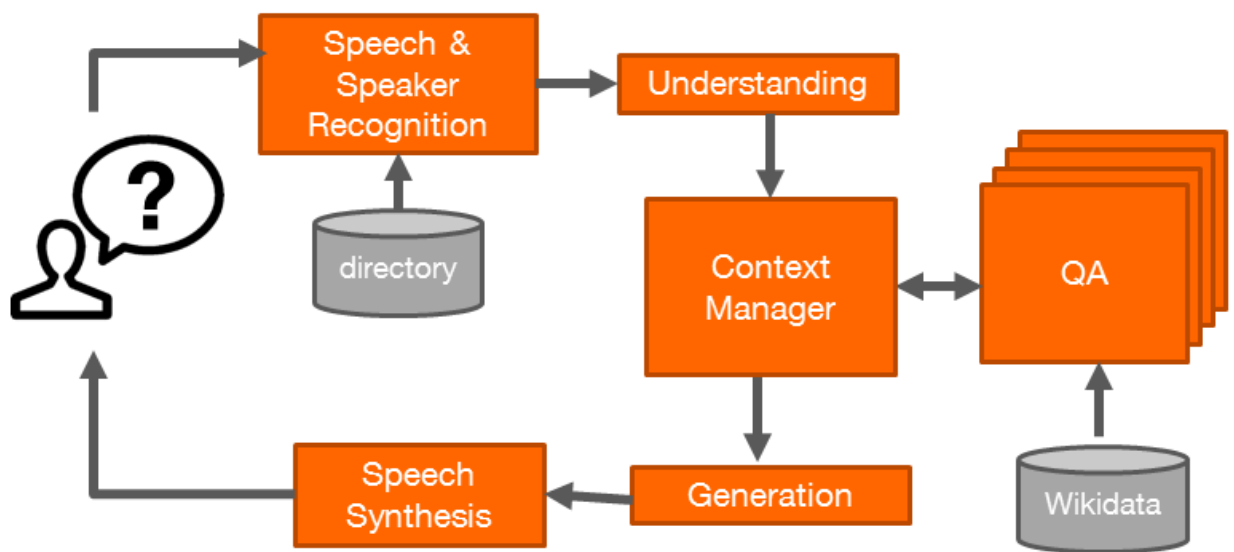 Speech &
Speaker
Recognition
Understanding
?
directory
Context
Manager
QA
Speech
Synthesis
Generation
Wikidata